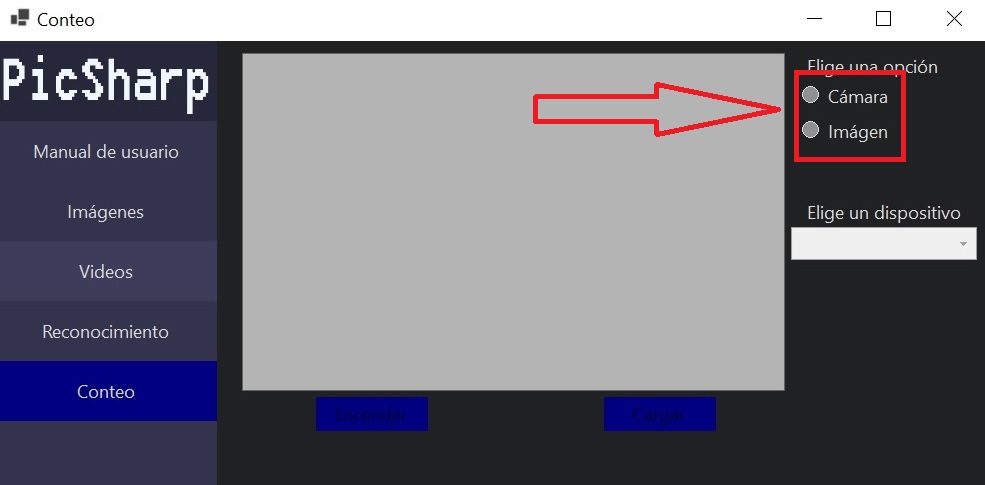 Conteo
PicSharp
Manual de usuario
Imágenes
Videos
Reconocimiento
Conteo
Elige una opción
Cámara
Imágen
Elige un dispositivo
Encender
Cargar